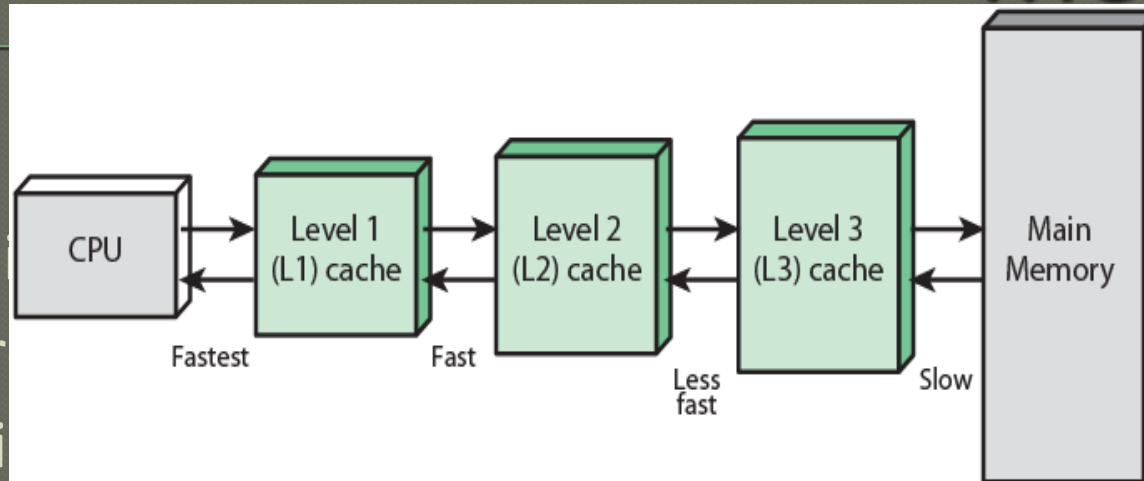 CPU
Level 1
(L1) cache
Level 2
(L2) cache
Level 3
(L3) cache
Main
Memory
Fastest
Fast
Less
fast
Slow